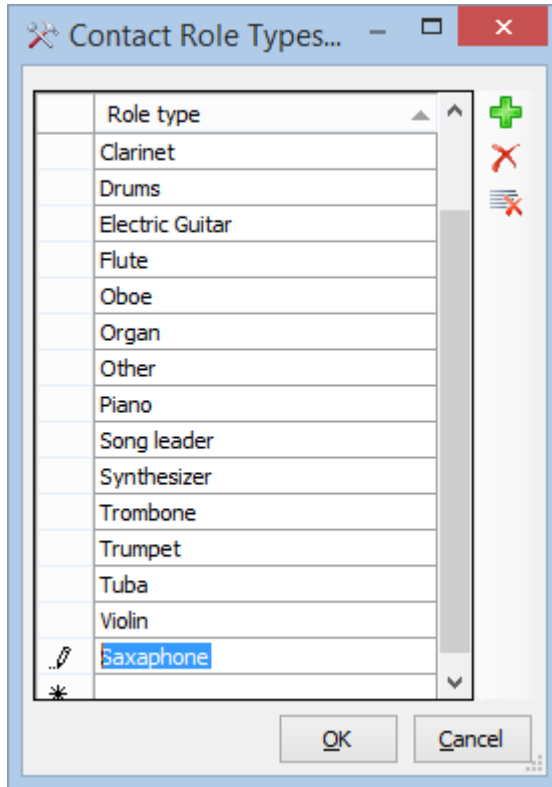 Contact Role Types...
Role type
Clarinet
Drums
Electric Guitar
Flute
Oboe
Organ
Other
Piano
Song leader
Synthesizer
Trombone
Trumpet
Tuba
Violin
Saxaphone
OK
Cancel